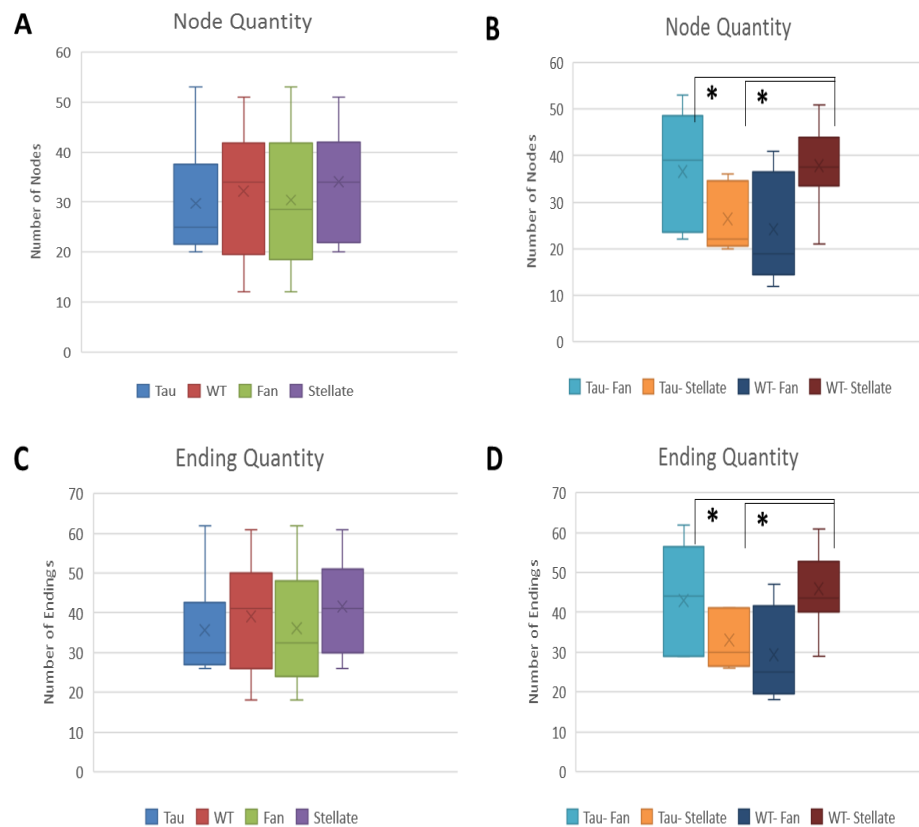 A
Node Quantity
Number of Nodes
60
50
40
30
20
10
0
Tau WT Fan Stellate
B
Node Quantity
Number of Nodes
60
50
40
30
20
10
0
* *
Tau- Fan Tau- Stellate WT- Fan WT- Stellate
C
Ending Quantity
Number of Endings
70
60
50
40
30
20
10
0
Tau WT Fan Stellate
D
Ending Quantity
Number of Endings
70
60
50
40
30
20
10
0
* *
Tau- Fan Tau- Stellate WT- Fan WT- Stellate